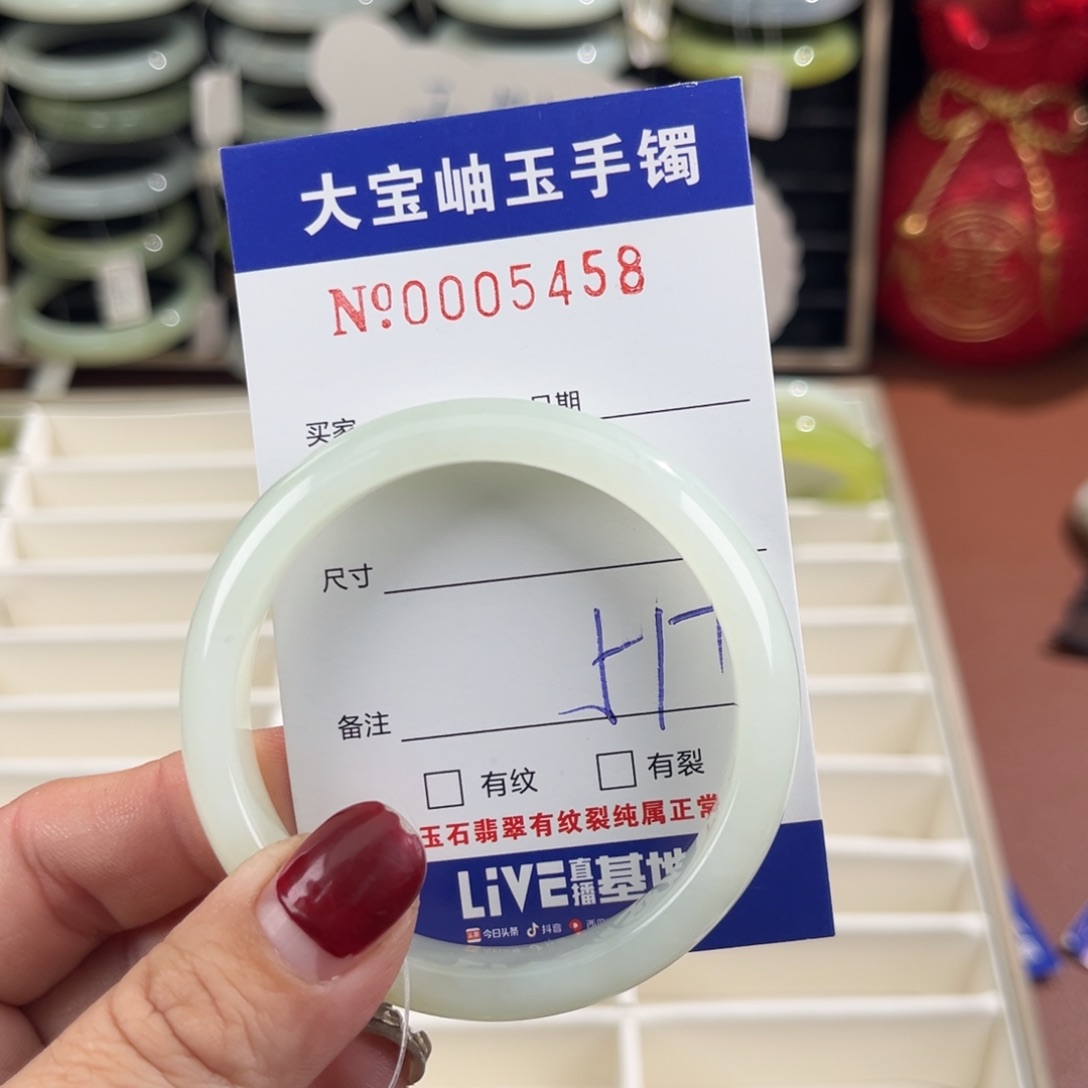 大宝岫玉手镯
№0005458
买家 日期
尺寸
备注
有纹 有裂
玉石翡翠有纹裂纯属正常
LiVE直播基地
今日头条 抖音